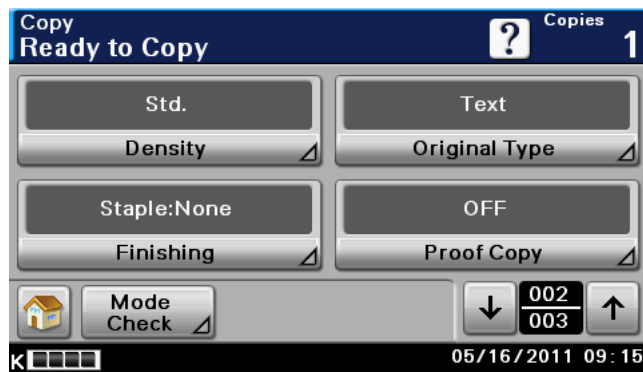 Copy
Ready to Copy
?
Copies
1
Std.
Density
Text
Original Type
Staple:None
Finishing
OFF
Proof Copy
Mode
Check
002
003
K
05/16/2011 09:15